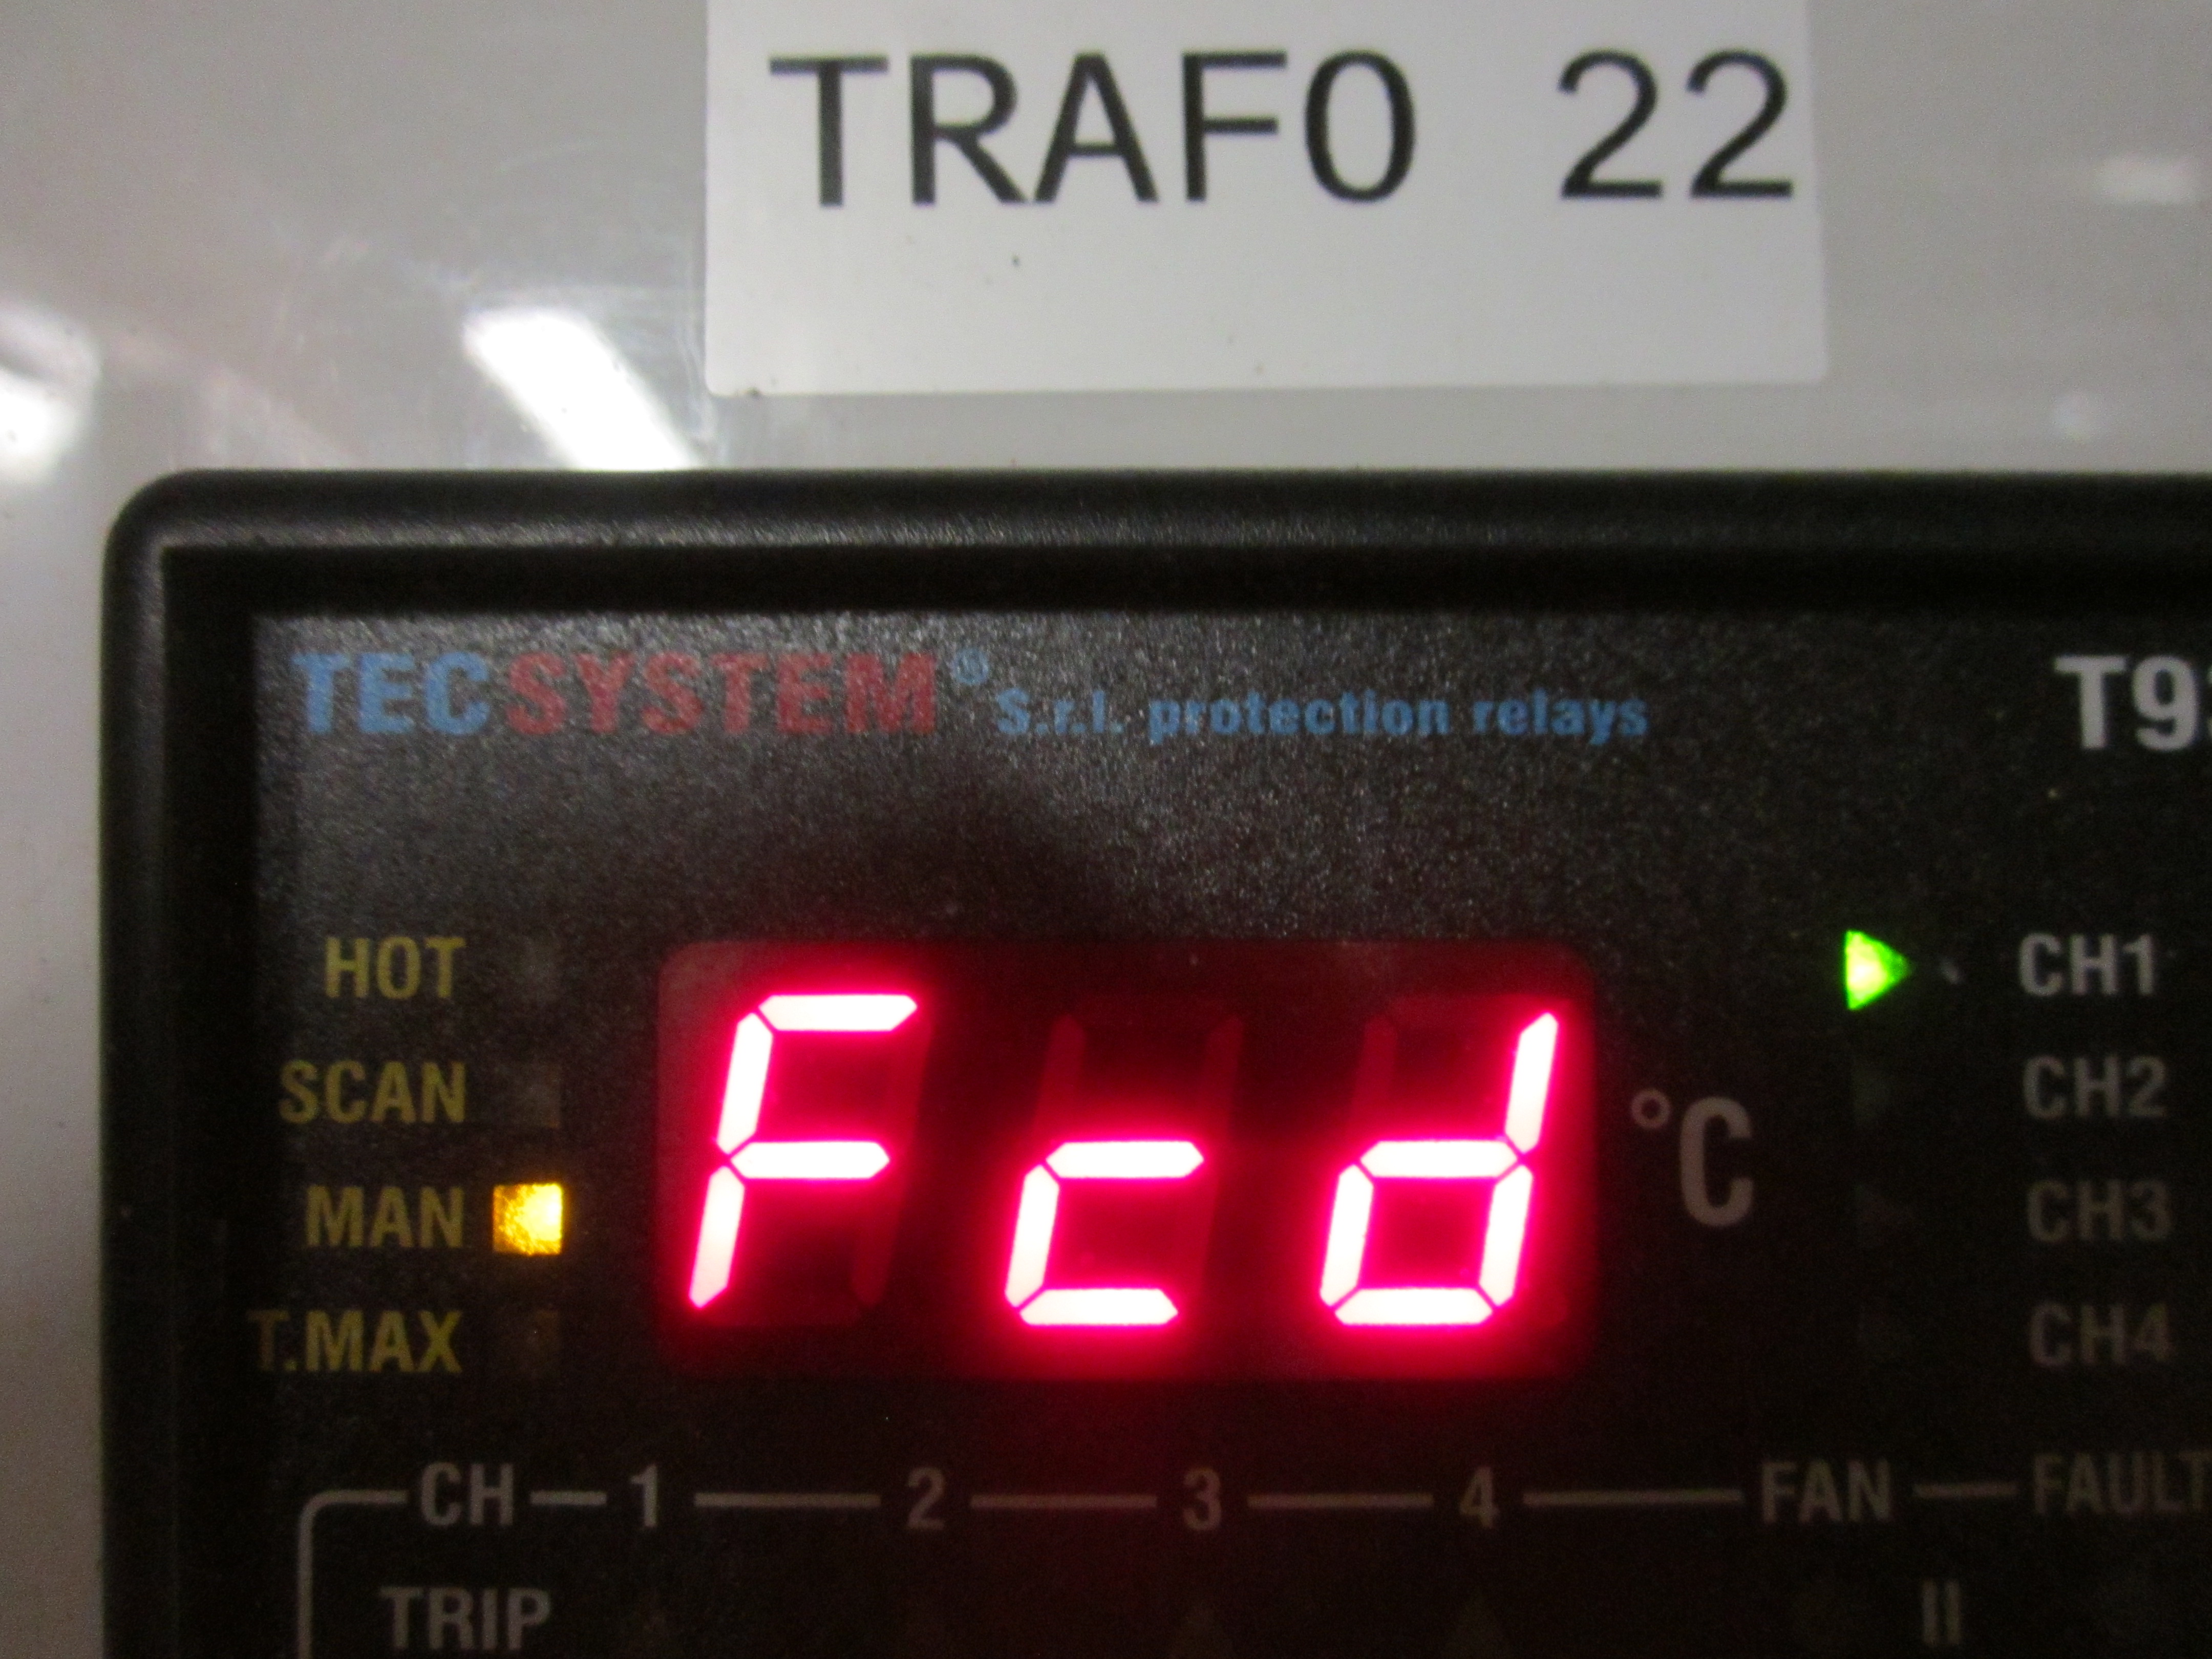 TRAFO 22
TECSYSTEM® S.r.l. protection relays
HOT
SCAN
MAN
T.MAX
Fcd °C
CH1
CH2
CH3
CH4
CH 1 2 3 4 FAN FAULT
TRIP